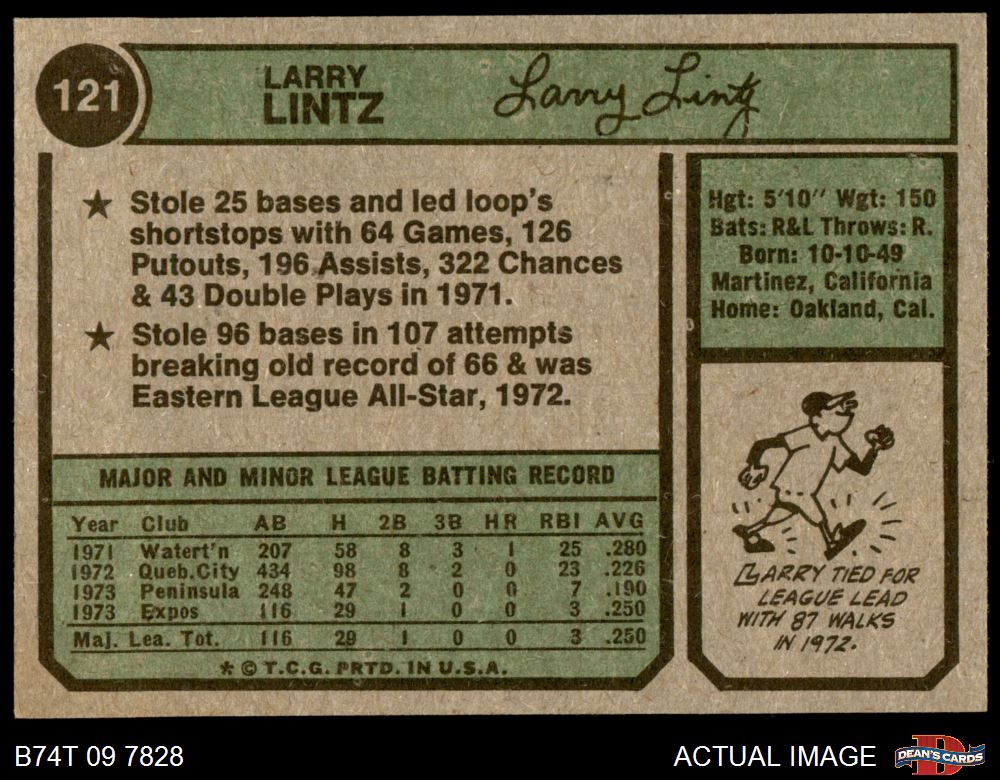 121
LARRY
LINTZ
Larry Lintz
★ Stole 25 bases and led loop's
shortstops with 64 Games, 126
Putouts, 196 Assists, 322 Chances
& 43 Double Plays in 1971.
★ Stole 96 bases in 107 attempts
breaking old record of 66 & was
Eastern League All-Star, 1972.
Hgt: 5'10" Wgt: 150
Bats: R&L Throws: R.
Born: 10-10-49
Martinez, California
Home: Oakland, Cal.
MAJOR AND MINOR LEAGUE BATTING RECORD
Year Club AB H 2B 3B HR RBI AVG
1971 Watert'n 207 58 8 3 1 25 .280
1972 Queb.City 434 98 8 2 0 23 .226
1973 Peninsula 248 47 2 0 0 7 .190
1973 Expos 116 29 1 0 0 3 .250
Maj. Lea. Tot. 116 29 1 0 0 3 .250
* © T.C.G. PRTD. IN U.S.A.
LARRY TIED FOR
LEAGUE LEAD
WITH 87 WALKS
IN 1972.
B74T 09 7828
ACTUAL IMAGE
D
DEAN'S CARDS